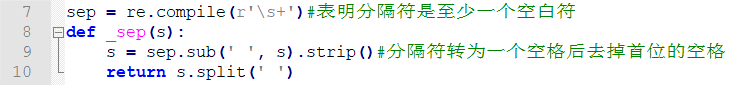 7 sep = re.compile(r'\s+')#表明分隔符是至少一个空白符
8 def _sep(s):
9 s = sep.sub(' ', s).strip()#分隔符转为一个空格后去掉首位的空格
10 return s.split(' ')